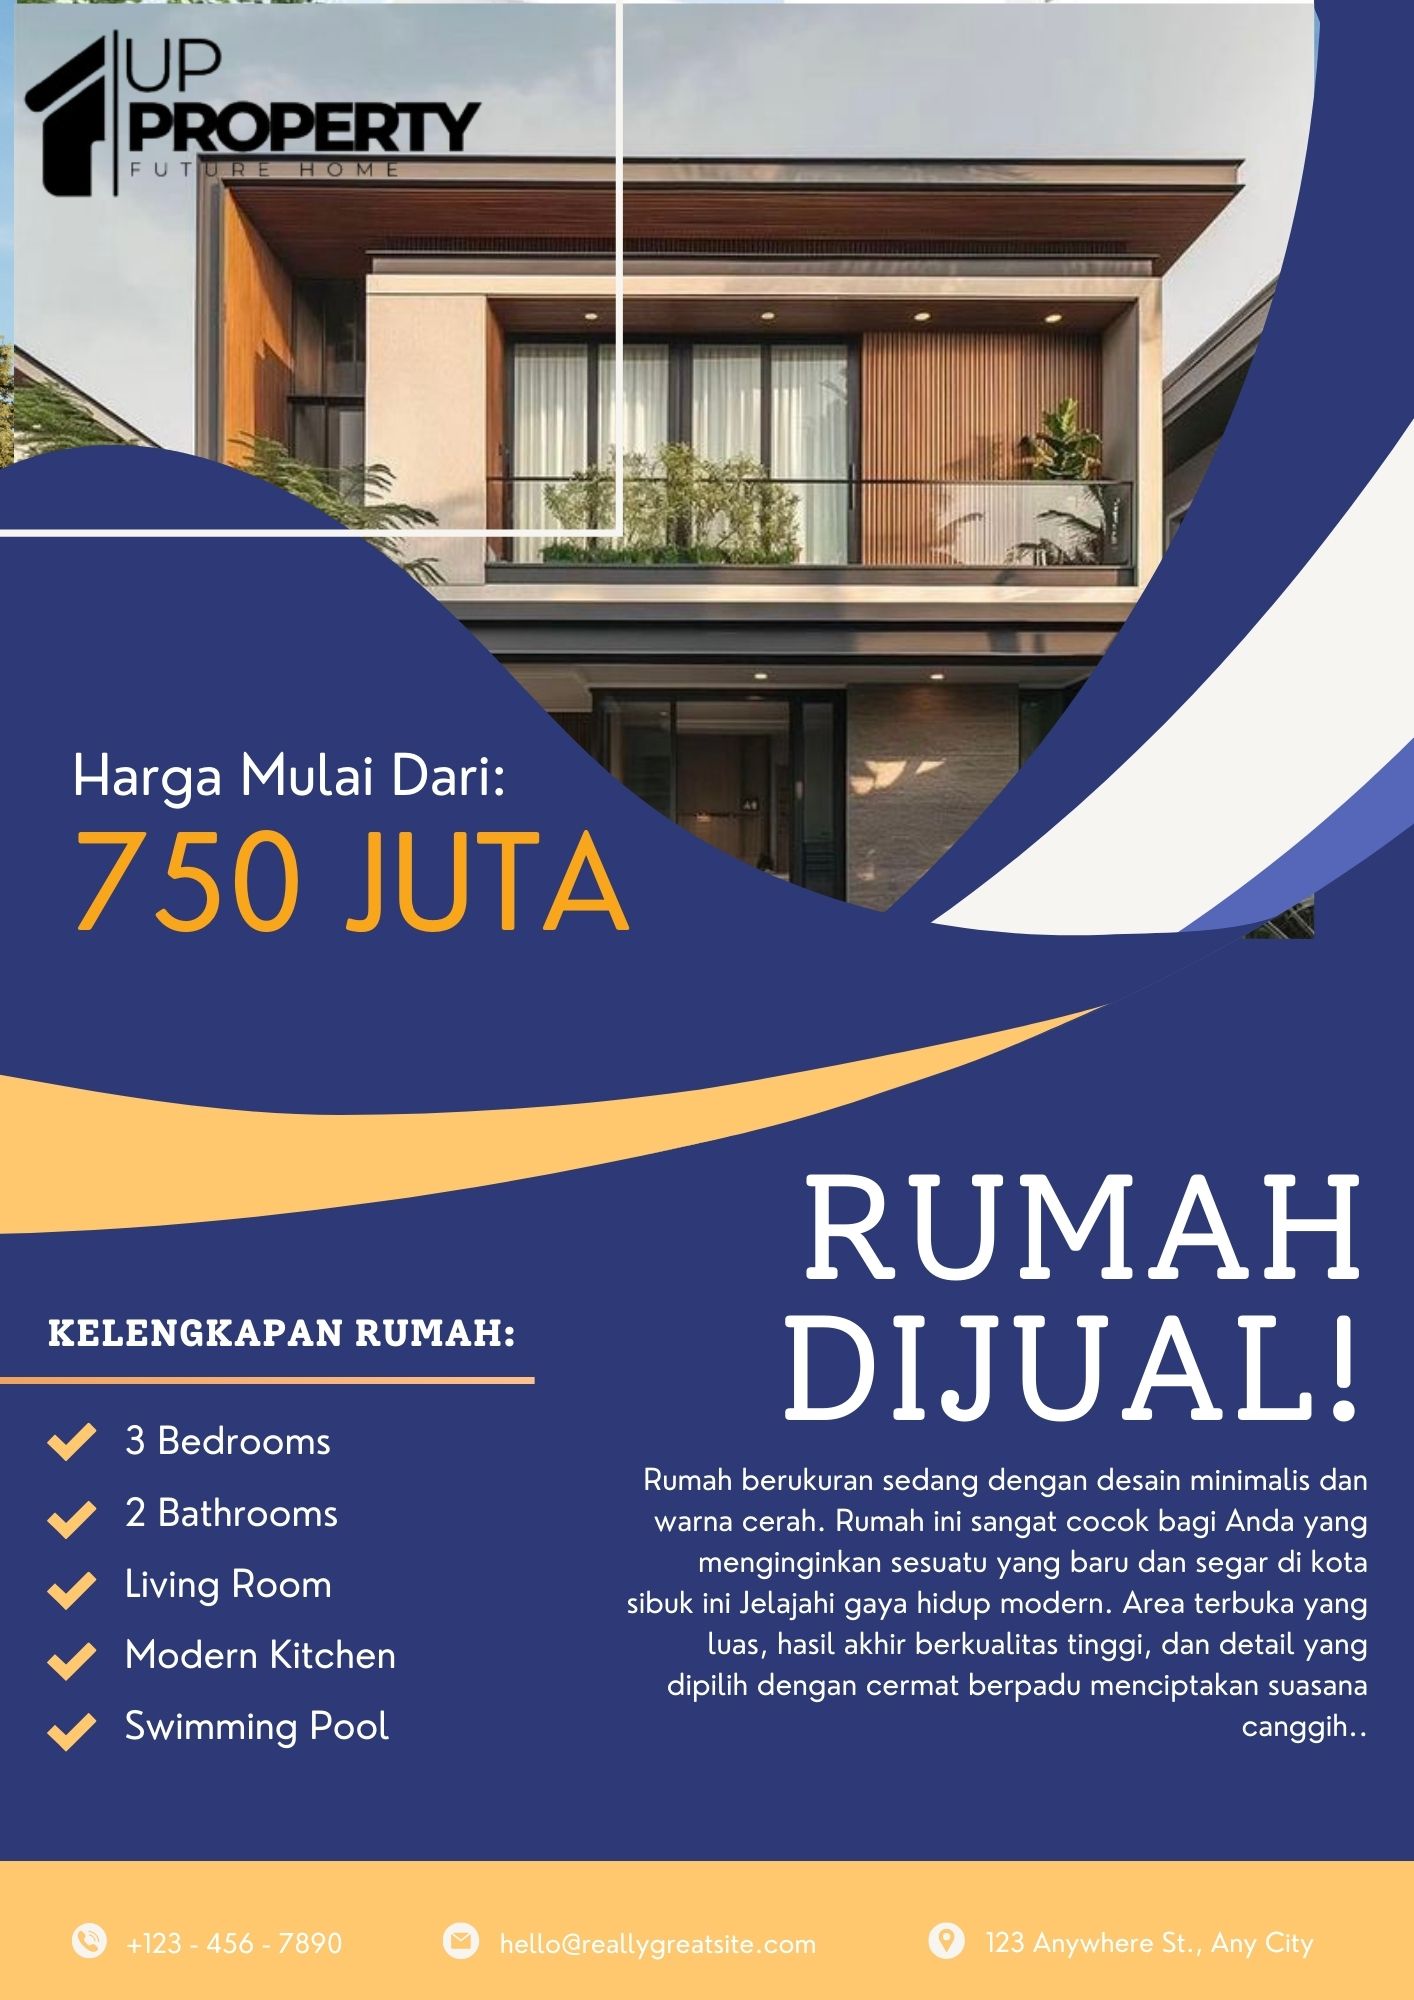 UP
PROPERTY
FUTURE HOME
Harga Mulai Dari:
750 JUTA
RUMAH
DIJUAL!
KELENGKAPAN RUMAH:
3 Bedrooms
2 Bathrooms
Living Room
Modern Kitchen
Swimming Pool
Rumah berukuran sedang dengan desain minimalis dan
warna cerah. Rumah ini sangat cocok bagi Anda yang
menginginkan sesuatu yang baru dan segar di kota
sibuk ini Jelajahi gaya hidup modern. Area terbuka yang
luas, hasil akhir berkualitas tinggi, dan detail yang
dipilih dengan cermat berpadu menciptakan suasana
canggih..
+123 - 456 - 7890
hello@reallygreatsite.com
123 Anywhere St., Any City